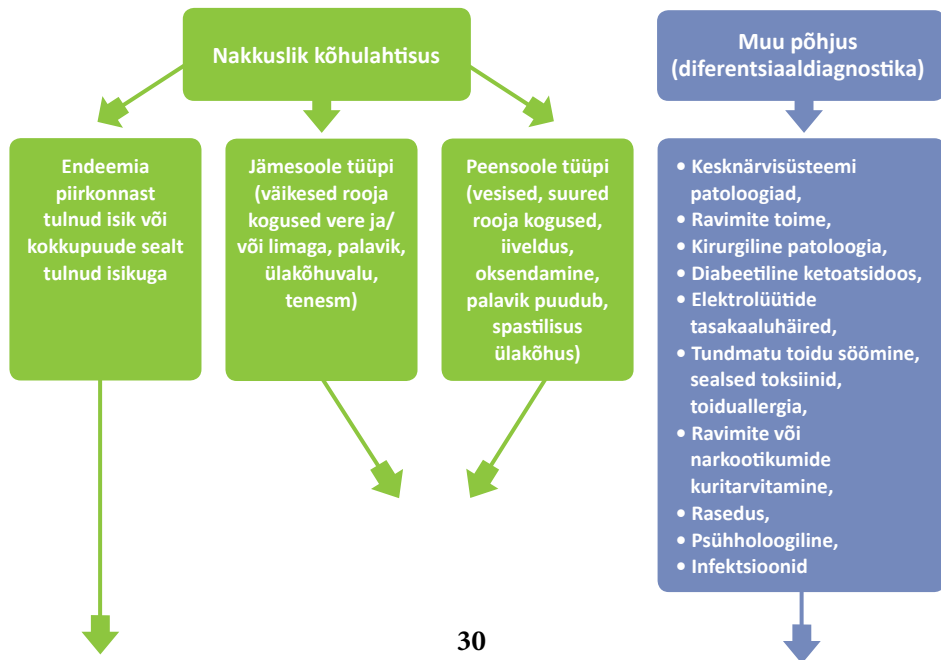 Nakkuslik kõhulahtisus
Muu põhjus
(diferentsiaaldiagnostika)
Endeemia
piirkonnast
tulnud isik või
kokkupuude sealt
tulnud isikuga
Jämesoole tüüpi
(väikesed rooja
kogused vere ja/
või limaga, palavik,
ülakõhuvalu,
tenesm)
Peensoole tüüpi
(vesised, suured
rooja kogused,
iiveldus,
oksendamine,
palavik puudub,
spastilisus
ülakõhus)
• Kesknärvisüsteemi
patoloogiad,
• Ravimite toime,
• Kirurgiline patoloogia,
• Diabeetiline ketoatsidoos,
• Elektrolüütide
tasakaaluhäired,
• Tundmatu toidu söömine,
sealsed toksiinid,
toiduallergia,
• Ravimite või
narkootikumide
kuritarvitamine,
• Rasedus,
• Psühholoogiline,
• Infektsioonid
30